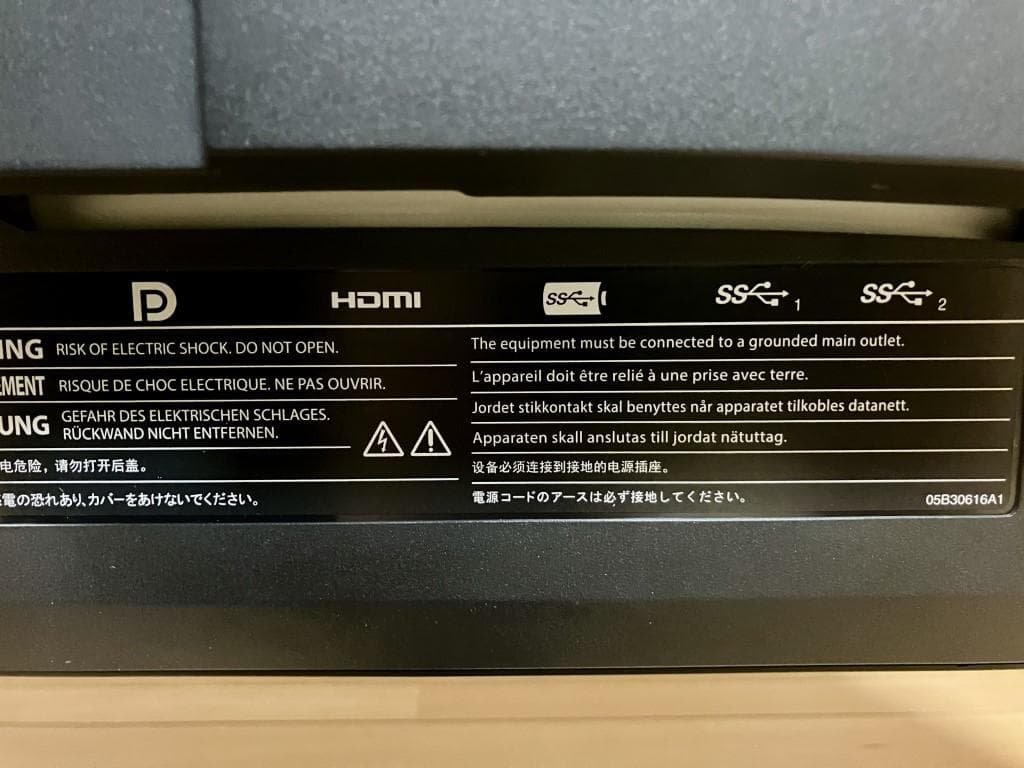 HDMI
SS
SS 1
SS 2
ING RISK OF ELECTRIC SHOCK. DO NOT OPEN.
EMENT RISQUE DE CHOC ELECTRIQUE. NE PAS OUVRIR.
UNG GEFAHR DES ELEKTRISCHEN SCHLAGES.
RÜCKWAND NICHT ENTFERNEN.
电危险，请勿打开后盖。
電の恐れあり、カバーをあけないでください。
The equipment must be connected to a grounded main outlet.
L'appareil doit être relié à une prise avec terre.
Jordet stikkontakt skal benyttes når apparatet tilkobles datanett.
Apparaten skall anslutas till jordat nätuttag.
设备必须连接到接地的电源插座。
電源コードのアースは必ず接地してください。
05B30616A1